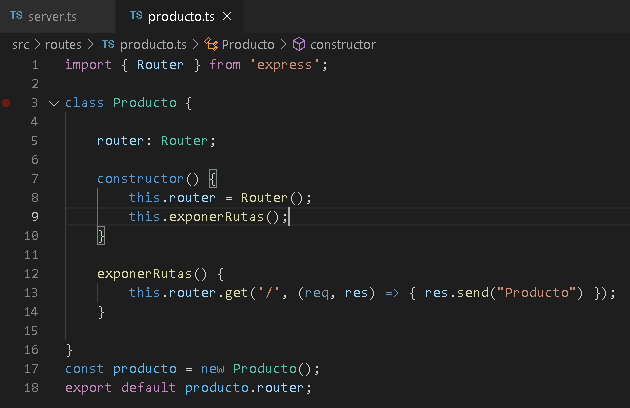 TS server.ts TS producto.ts ×
src > routes > TS producto.ts > Producto > constructor
1 import { Router } from 'express';
2
3 class Producto {
4
5 router: Router;
6
7 constructor() {
8 this.router = Router();
9 this.exponerRutas();
10 }
11
12 exponerRutas() {
13 this.router.get('/', (req, res) => { res.send("Producto") });
14 }
15
16 }
17 const producto = new Producto();
18 export default producto.router;